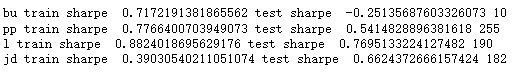 bu train sharpe  0.7172191381865562 test sharpe  -0.25135687603326073 10
pp train sharpe  0.7766400703949073 test sharpe  0.5414828896381618 255
l train sharpe  0.8824018695629176 test sharpe  0.7695133224127482 190
jd train sharpe  0.39030540211051074 test sharpe  0.6624372666157424 182